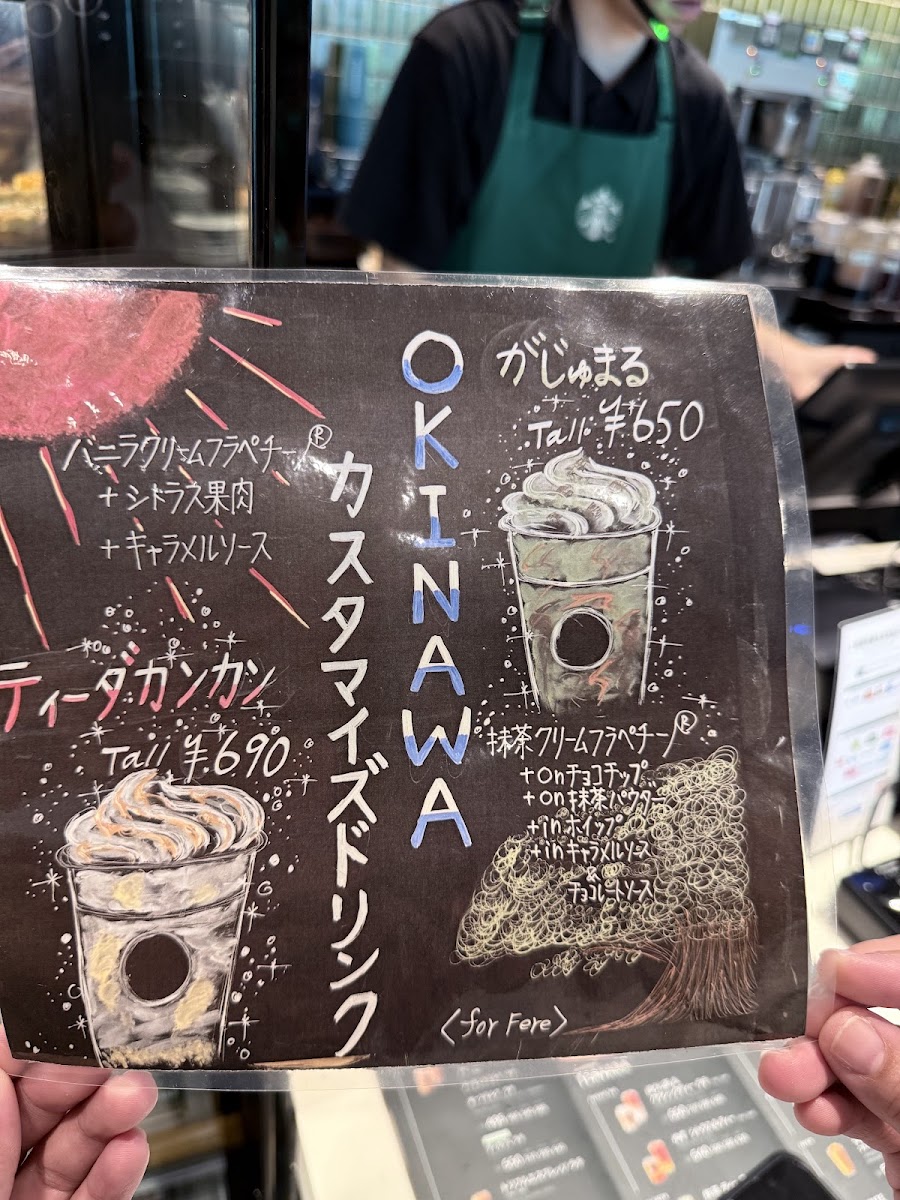 OKINAWA
カスタマイズドリンク
がじゅまる
Tall ¥650
抹茶クリームフラペチーノ®
+on チョコチップ
+on 抹茶パウダー
+in ホイップ
+in キャラメルソース
&
チョコレートソース
<for Fere>
バニラクリームフラペチーノ®
+シトラス果肉
+キャラメルソース
ティーダカンカン
Tall ¥690